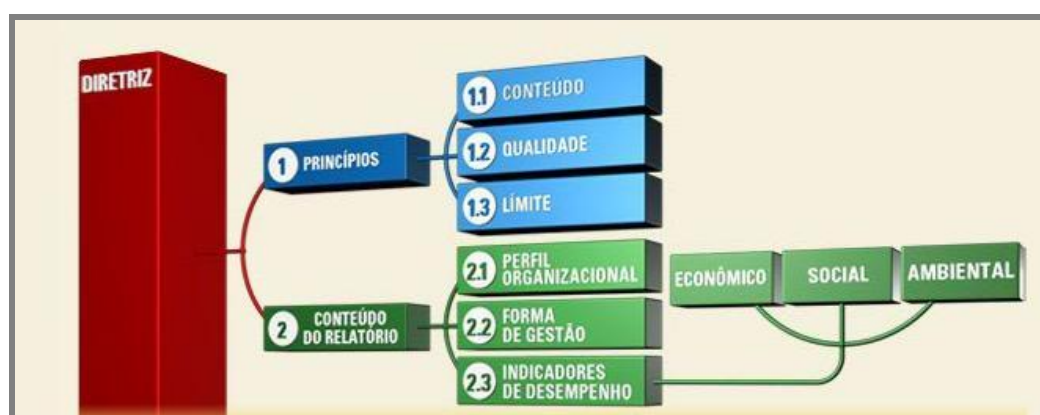 DIRETRIZ
1 PRINCÍPIOS
1.1 CONTEÚDO
1.2 QUALIDADE
1.3 LÍMITE
2 CONTEÚDO
DO RELATÓRIO
2.1 PERFIL
ORGANIZACIONAL
2.2 FORMA
DE GESTÃO
2.3 INDICADORES
DE DESEMPENHO
ECONÔMICO
SOCIAL
AMBIENTAL